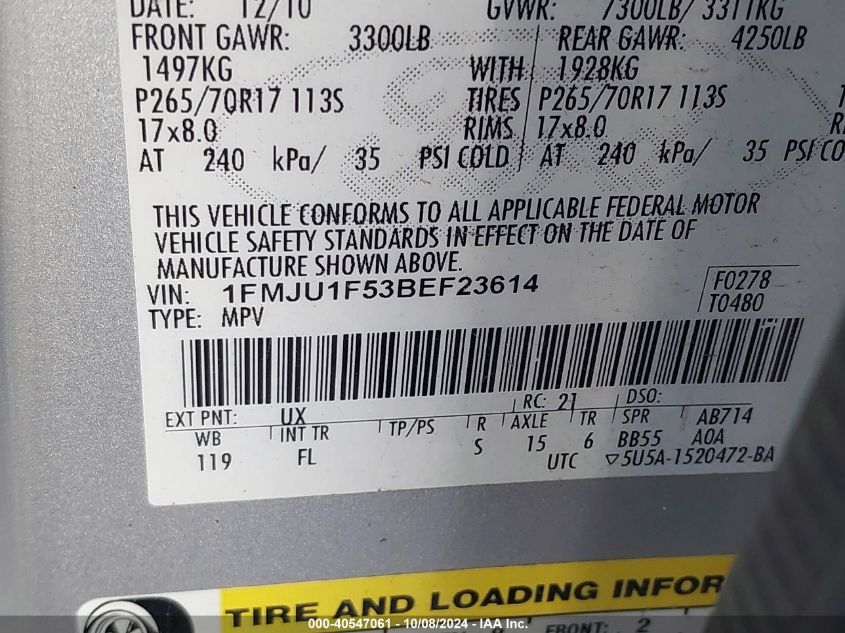 DATE: 12/10 GVWR: 7300LB/ 3311KG
FRONT GAWR: 3300LB REAR GAWR: 4250LB
1497KG WITH 1928KG
P265/70R17 113S TIRES P265/70R17 113S
17x8.0 RIMS 17x8.0
AT 240 kPa/ 35 PSI COLD AT 240 kPa/ 35 PSI CO
THIS VEHICLE CONFORMS TO ALL APPLICABLE FEDERAL MOTOR
VEHICLE SAFETY STANDARDS IN EFFECT ON THE DATE OF
MANUFACTURE SHOWN ABOVE.
VIN: 1FMJU1F53BEF23614 F0278
TYPE: MPV T0480
EXT PNT: UX RC: 21 DSO:
WB INT TR TP/PS R AXLE TR SPR AB714
119 FL S 15 6 BB55 A0A
UTC ▽5U5A-1520472-BA
TIRE AND LOADING INFOR
FRONT: 2
000-40547061 - 10/08/2024 - IAA Inc.